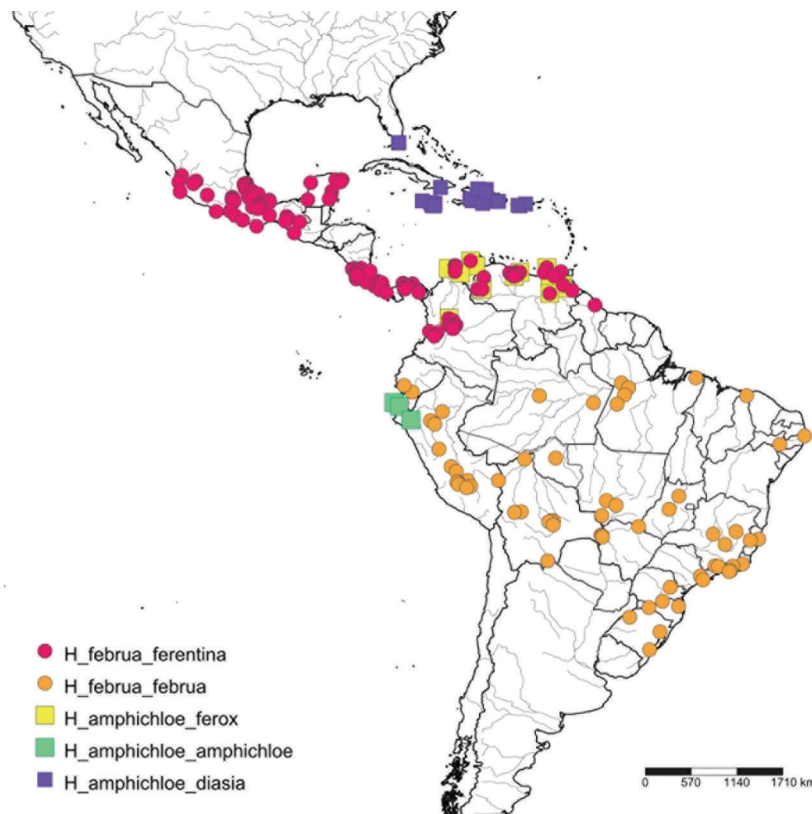 H_februa_ferentina
H_februa_februa
H_amphichloe_ferox
H_amphichloe_amphichloe
H_amphichloe_diasia
0 570 1140 1710 km